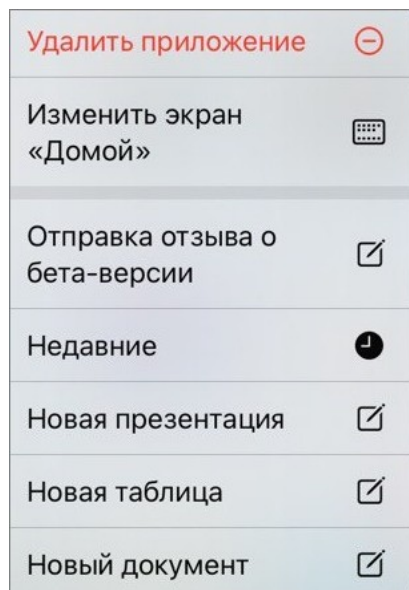 Удалить приложение
Изменить экран
«Домой»
Отправка отзыва о
бета-версии
Недавние
Новая презентация
Новая таблица
Новый документ